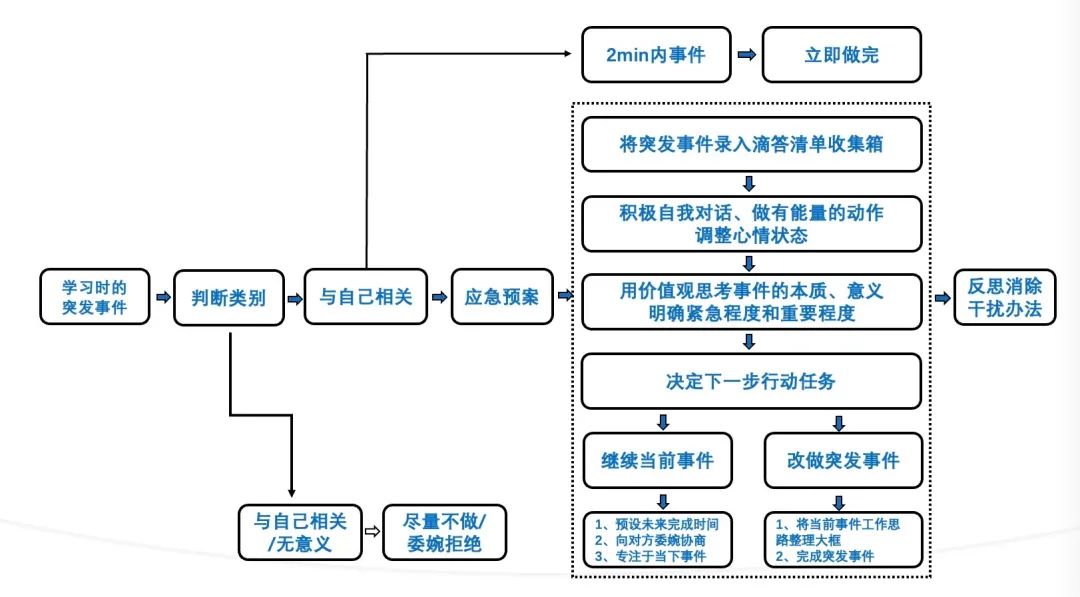 2min内事件
立即做完
将突发事件录入滴答清单收集箱
积极自我对话、做有能量的动作
调整心情状态
学习时的
突发事件
判断类别
与自己相关
应急预案
用价值观思考事件的本质、意义
明确紧急程度和重要程度
反思消除
干扰办法
决定下一步行动任务
继续当前事件
改做突发事件
与自己相关
/无意义
尽量不做/
委婉拒绝
1、预设未来完成时间
2、向对方委婉协商
3、专注于当下事件
1、将当前事件工作思
路整理大框
2、完成突发事件